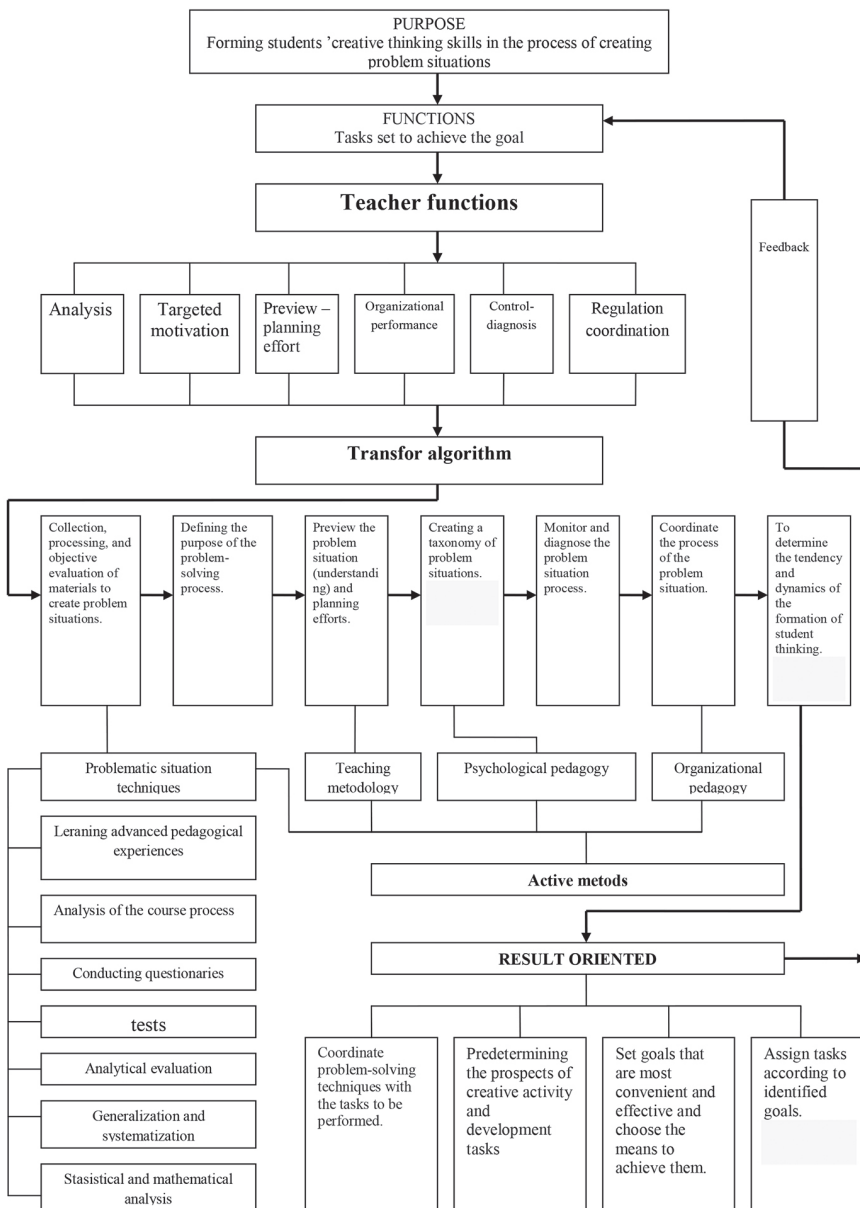 PURPOSE
Forming students ’creative thinking skills in the process of creating
problem situations
FUNCTIONS
Tasks set to achieve the goal
Teacher functions
Feedback
Analysis
Targeted
motivation
Preview –
planning
effort
Organizational
performance
Control-
diagnosis
Regulation
coordination
Transfor algorithm
Collection,
processing, and
objective
evaluation of
materials to
create problem
situations.
Defining the
purpose of the
problem-
solving
process.
Preview the
problem
situation
(understandi
ng) and
planning
efforts.
Creating a
taxonomy of
problem
situations.
Monitor and
diagnose the
problem
situation
process.
Coordinate
the process
of the
problem
situation.
To
determine
the tendency
and
dynamics of
the
formation of
student
thinking.
Problematic situation
techniques
Teaching
metodology
Psychological pedagogy
Organizational
pedagogy
Leraning advanced pedagogical
experiences
Analysis of the course process
Conducting questionaries
tests
Analytical evaluation
Generalization and
systematization
Stasistical and mathematical
analysis
Active metods
RESULT ORIENTED
Coordinate
problem-solving
techniques with
the tasks to be
performed.
Predetermining
the prospects of
creative activity
and
development
tasks
Set goals that
are most
convenient and
effective and
choose the
means to
achieve them.
Assign tasks
according to
identified
goals.